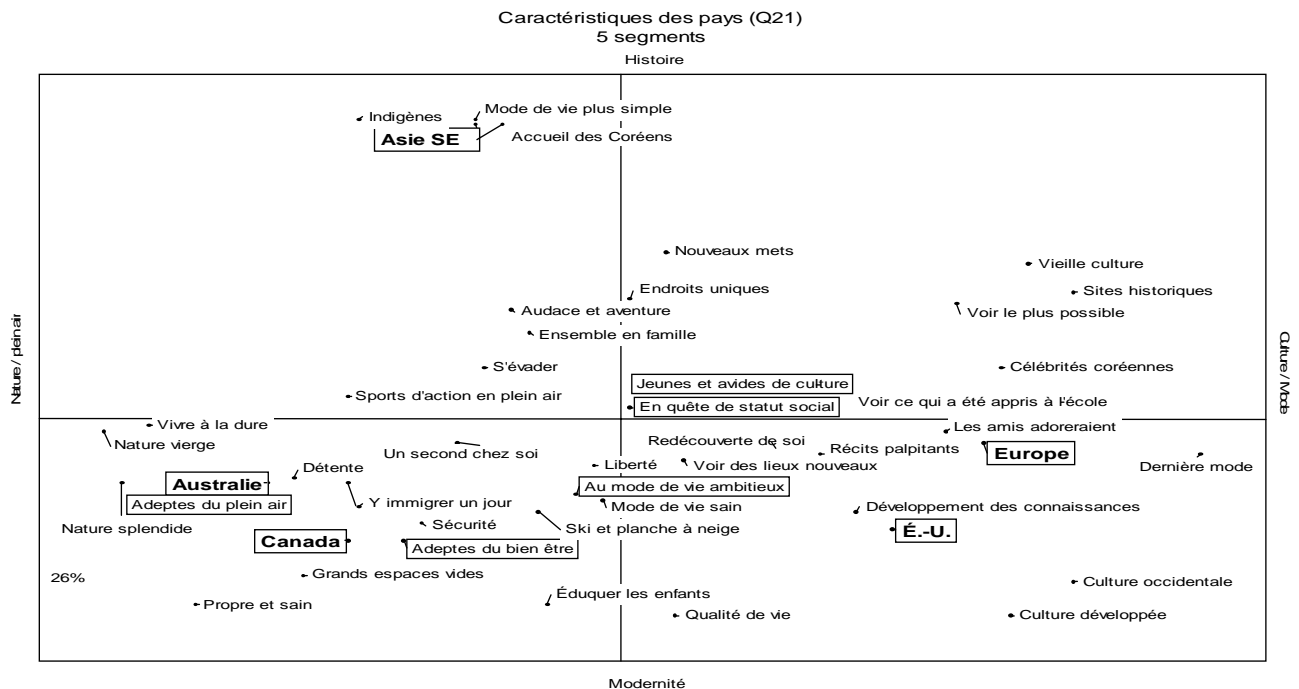 Caractéristiques des pays (Q21)
5 segments
Histoire
Mode de vie plus simple
Indigènes
Asie SE
Accueil des Coréens
Nouveaux mets
Vieille culture
Endroits uniques
Sites historiques
Audace et aventure
Voir le plus possible
Ensemble en famille
Nature / plein air
Culture / Mode
S'évader
Célébrités coréennes
Jeunes et avides de culture
Sports d'action en plein air
En quête de statut social
Voir ce qui a été appris à l'école
Vivre à la dure
Les amis adoreraient
Nature vierge
Redécouverte de soi
Un second chez soi
Récits palpitants
Europe
Détente
Liberté
Voir des lieux nouveaux
Dernière mode
Australie
Au mode de vie ambitieux
Adeptes du plein air
Y immigrer un jour
Mode de vie sain
Développement des connaissances
Nature splendide
Sécurité
Ski et planche à neige
É.-U.
Canada
Adeptes du bien être
26%
Grands espaces vides
Culture occidentale
Éduquer les enfants
Propre et sain
Qualité de vie
Culture développée
Modernité